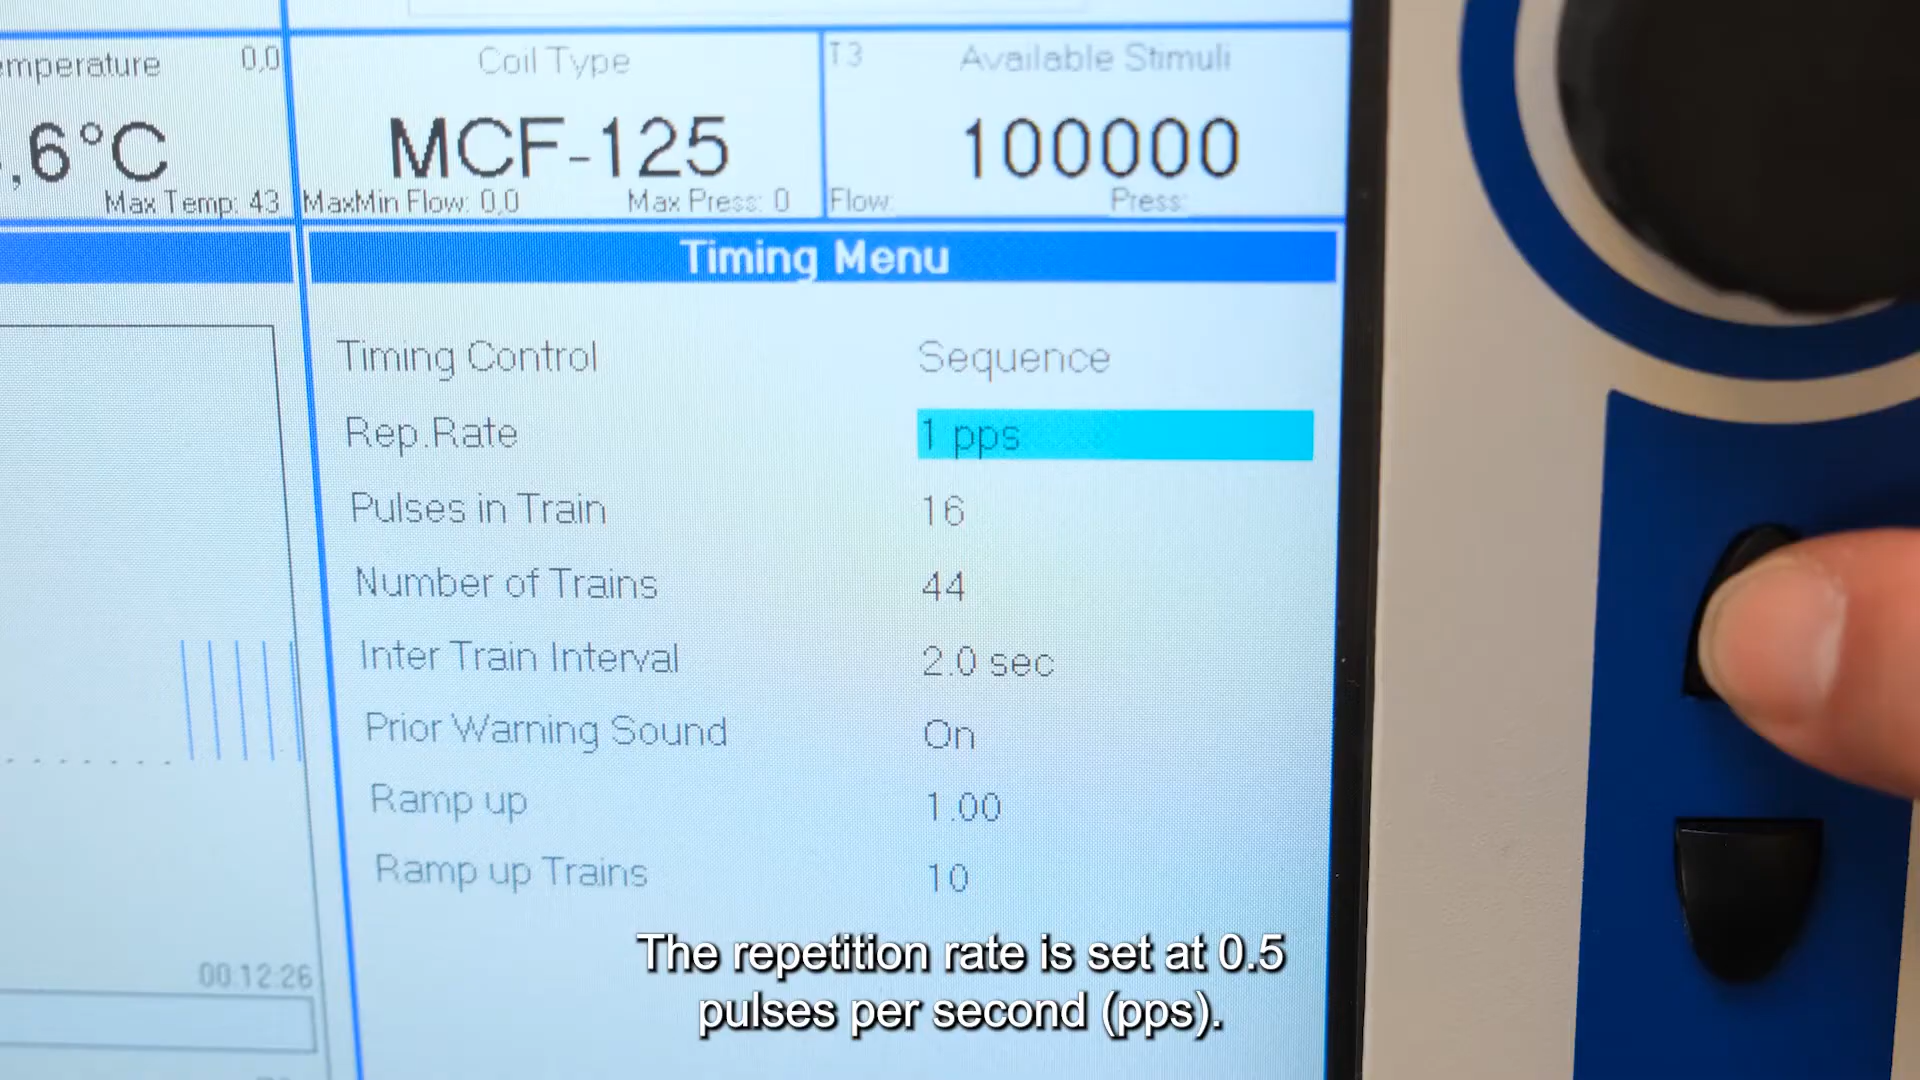 0,0
Coil Type
T3
Available Stimuli
,6°C
MCF-125
100000
Max Temp: 43
MaxMin Flow: 0,0
Max Press: 0
Flow:
Press:
Timing Menu
Timing Control Sequence
Rep.Rate 1 pps
Pulses in Train 16
Number of Trains 44
Inter Train Interval 2.0 sec
Prior Warning Sound On
Ramp up 1.00
Ramp up Trains 10
00:12:26
The repetition rate is set at 0.5
pulses per second (pps).